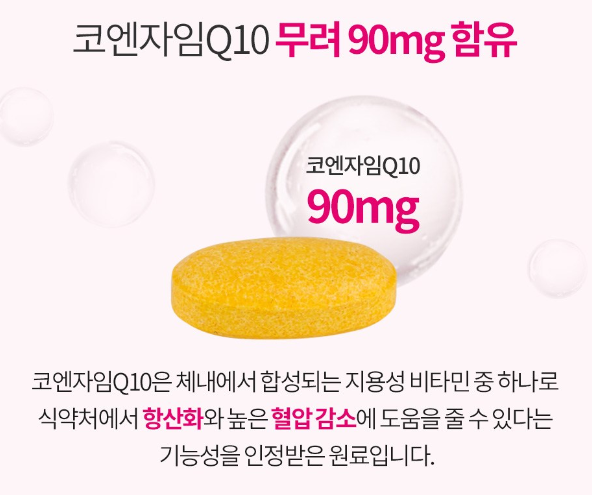 코엔자임Q10 무려 90mg 함유
코엔자임Q10
90mg
코엔자임Q10은 체내에서 합성되는 지용성 비타민 중 하나로
식약처에서 항산화와 높은 혈압 감소에 도움을 줄 수 있다는
기능성을 인정받은 원료입니다.